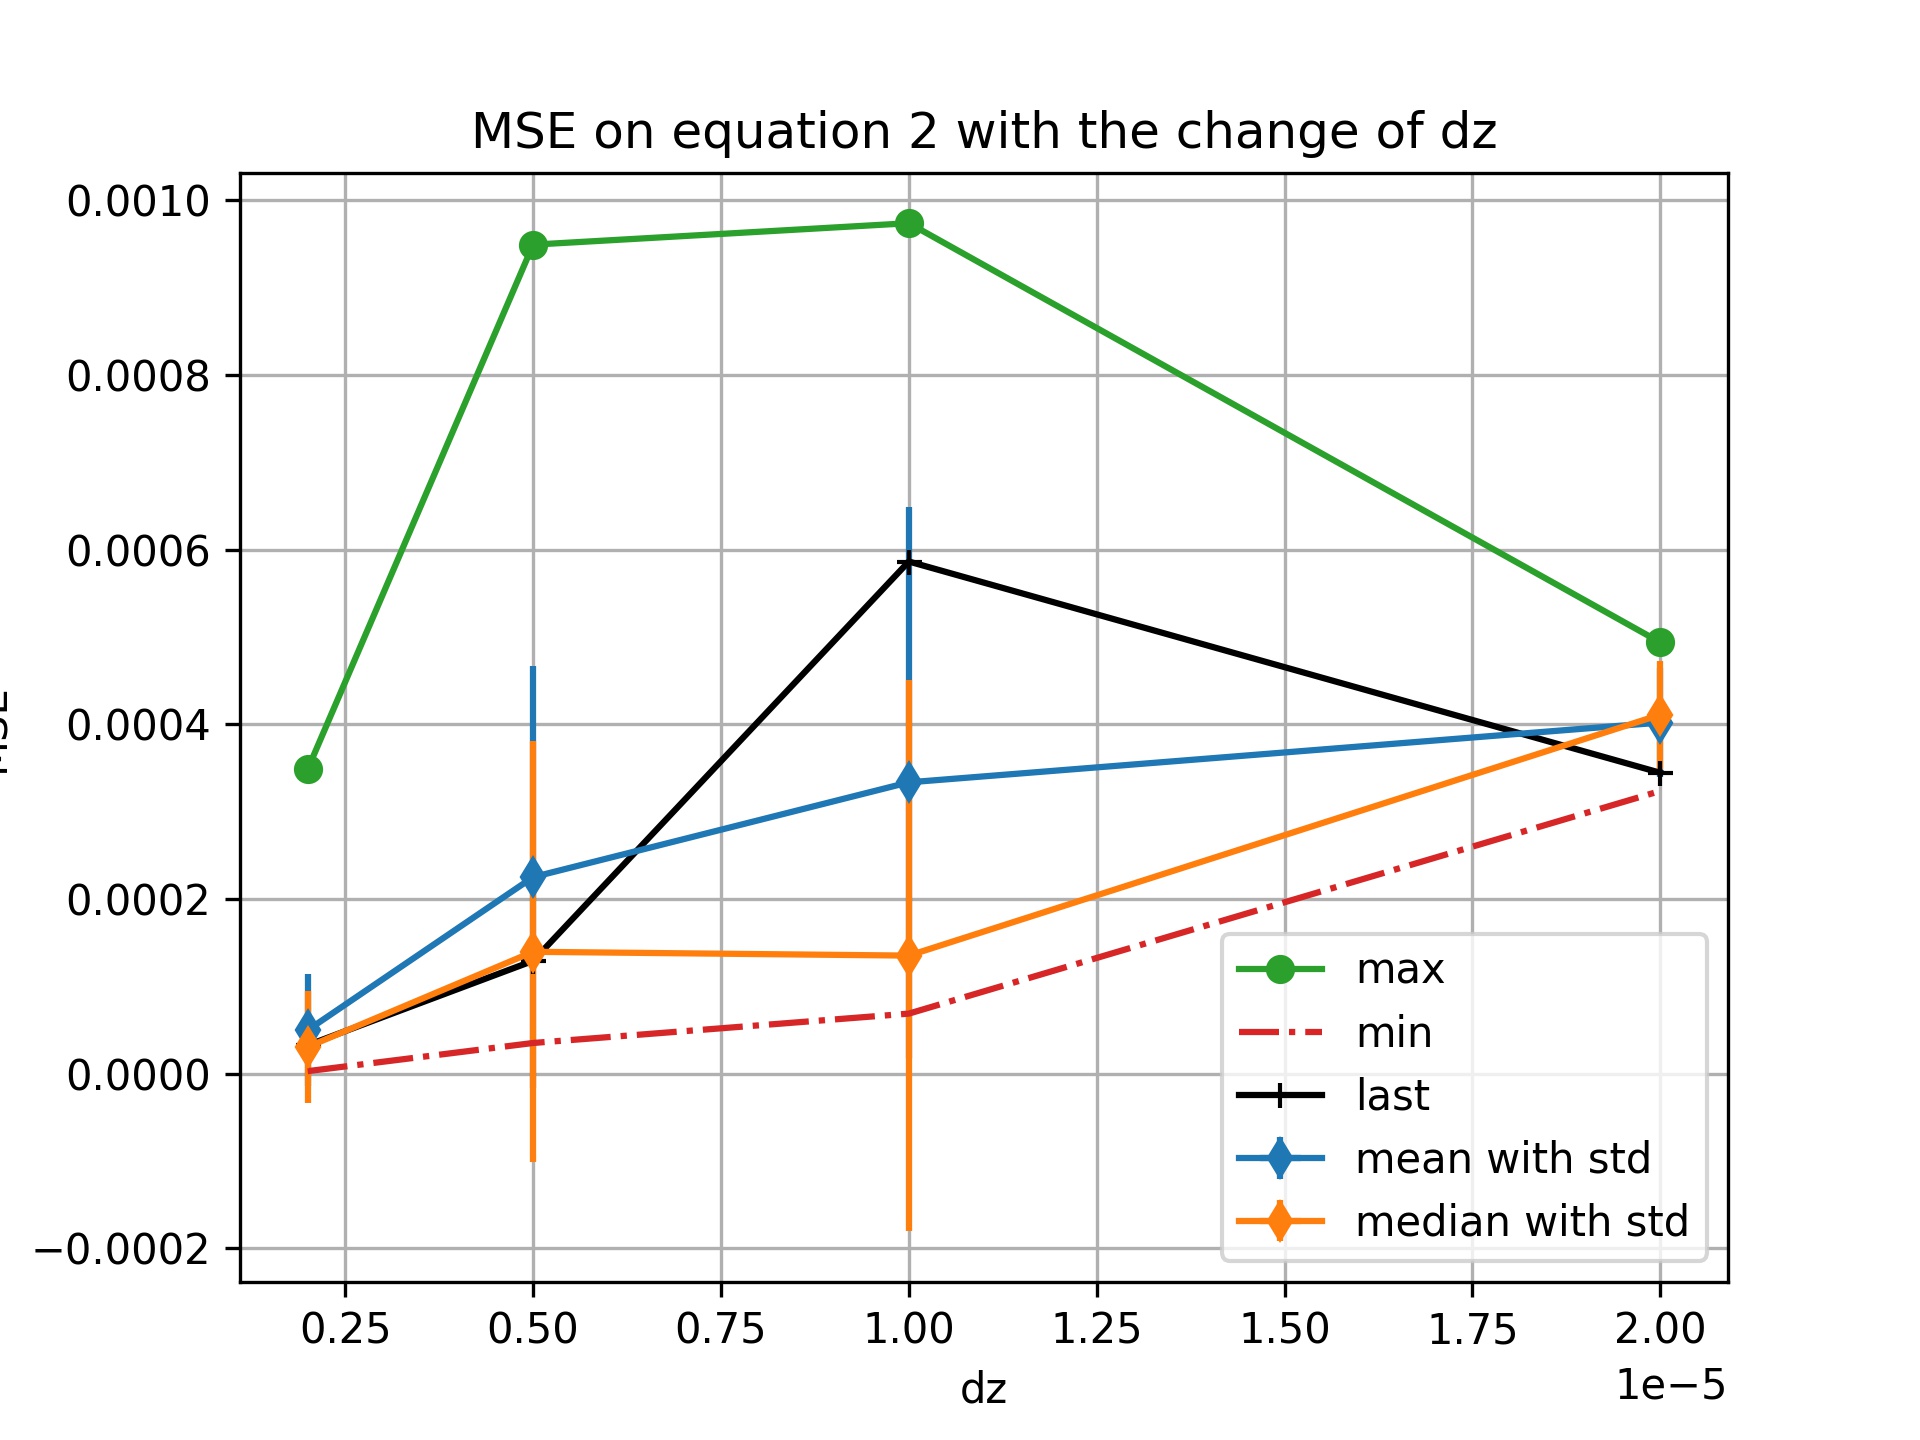 MSE on equation 2 with the change of dz
0.0010
0.0008
0.0006
0.0004
0.0002
0.0000
−0.0002
0.25 0.50 0.75 1.00 1.25 1.50 1.75 2.00
1e−5
dz
max
min
last
mean with std
median with std